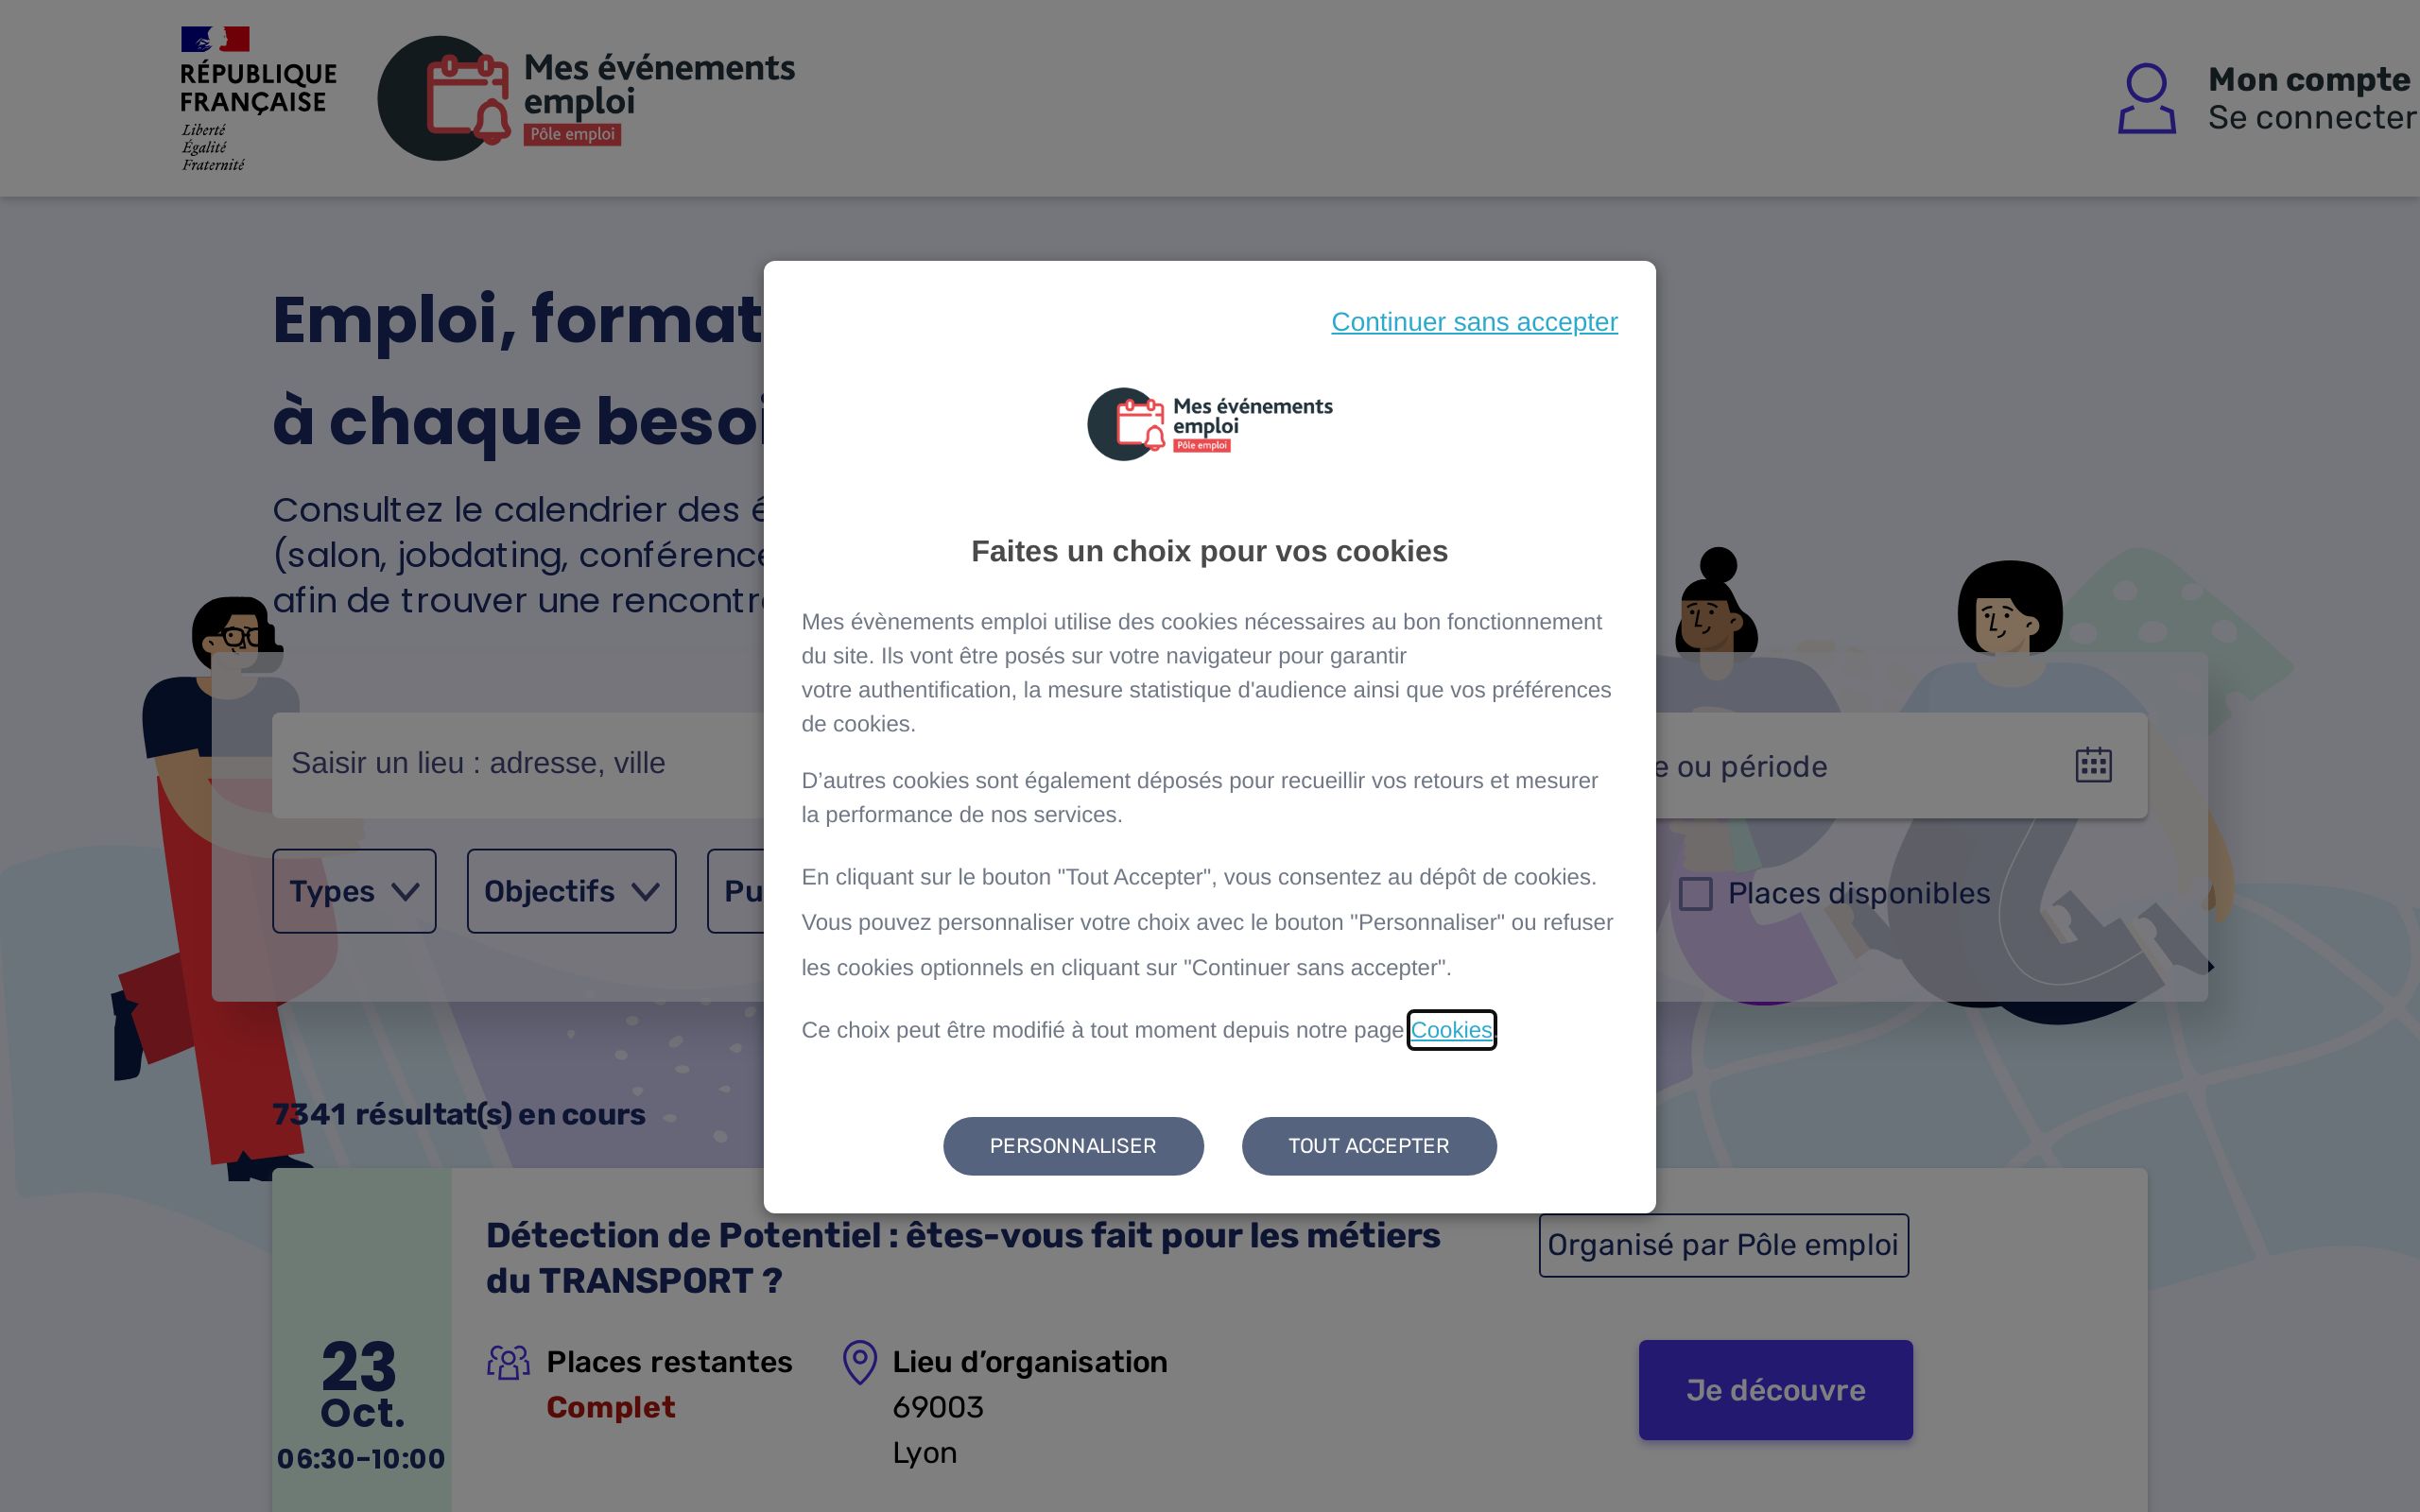 RÉPUBLIQUE
FRANÇAISE
Liberté
Égalité
Fraternité
Mes événements
emploi
Pôle emploi
Mon compte
Se connecter
Emploi, format
à chaque besoi
Consultez le calendrier des é
(salon, jobdating, conférence
afin de trouver une rencontr
Continuer sans accepter
Mes événements
emploi
Pôle emploi
Faites un choix pour vos cookies
Mes évènements emploi utilise des cookies nécessaires au bon fonctionnement
du site. Ils vont être posés sur votre navigateur pour garantir
votre authentification, la mesure statistique d'audience ainsi que vos préférences
de cookies.
D’autres cookies sont également déposés pour recueillir vos retours et mesurer
la performance de nos services.
En cliquant sur le bouton "Tout Accepter", vous consentez au dépôt de cookies.
Vous pouvez personnaliser votre choix avec le bouton "Personnaliser" ou refuser
les cookies optionnels en cliquant sur "Continuer sans accepter".
Ce choix peut être modifié à tout moment depuis notre page Cookies.
PERSONNALISER
TOUT ACCEPTER
Saisir un lieu : adresse, ville
e ou période
Types
Objectifs
Pu
Places disponibles
7341 résultat(s) en cours
Détection de Potentiel : êtes-vous fait pour les métiers
du TRANSPORT ?
Organisé par Pôle emploi
23
Oct.
06:30-10:00
Places restantes
Complet
Lieu d’organisation
69003
Lyon
Je découvre